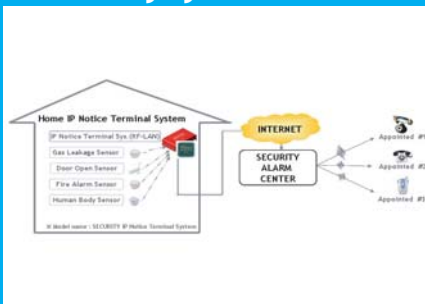 Home IP Notice Terminal System
IP Notice Terminal Sys (RF-LAN)
Gas Leakage Sensor
Door Open Sensor
Fire Alarm Sensor
Human Body Sensor
Model name : SECURITY IP Notice Terminal System
INTERNET
SECURITY
ALARM
CENTER
Appointed #1
Appointed #2
Appointed #3